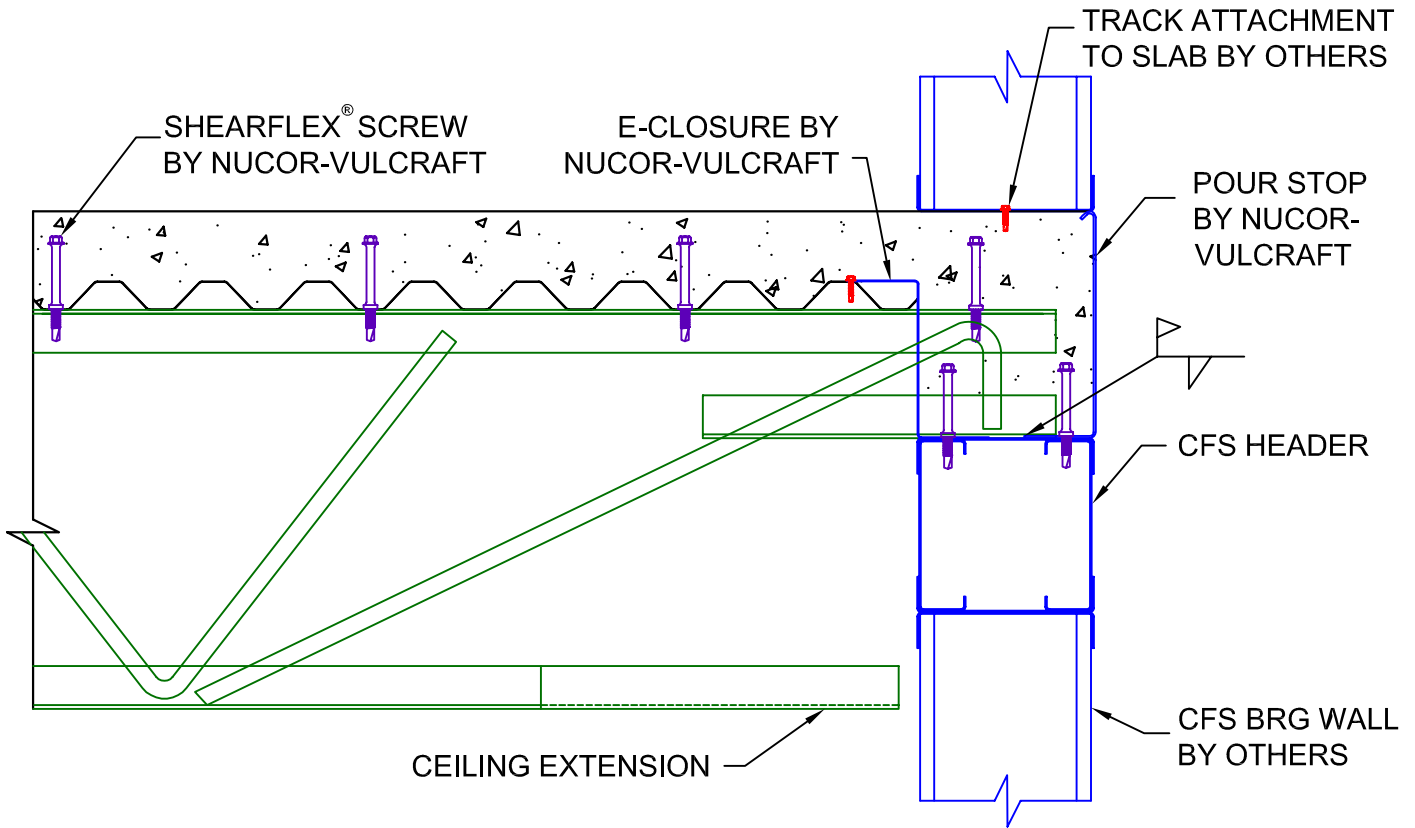 TRACK ATTACHMENT
TO SLAB BY OTHERS
SHEARFLEX® SCREW
BY NUCOR-VULCRAFT
E-CLOSURE BY
NUCOR-VULCRAFT
POUR STOP
BY NUCOR-
VULCRAFT
CFS HEADER
CFS BRG WALL
BY OTHERS
CEILING EXTENSION